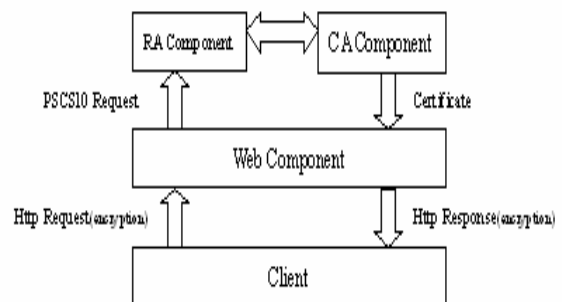 RA Component
CA Component
PSCS10 Request
Certificate
Web Component
Http Request(encryption)
Http Response(encryption)
Client